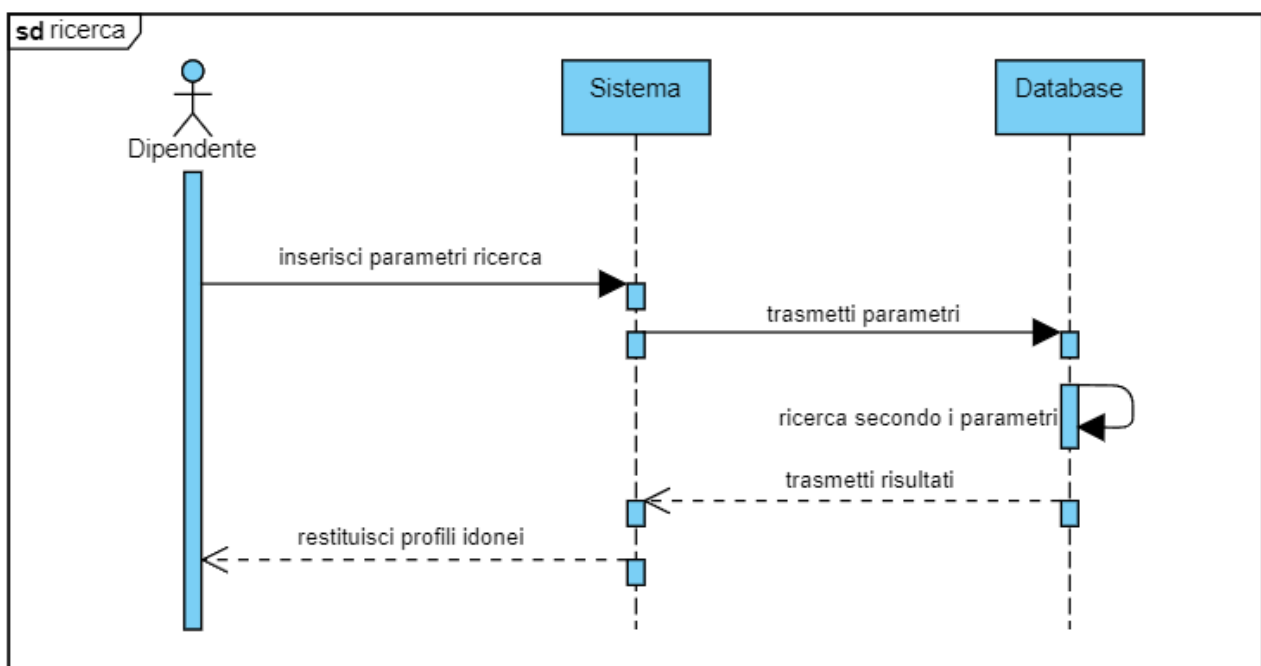 sd ricerca
Sistema
Database
Dipendente
inserisci parametri ricerca
trasmetti parametri
ricerca secondo i parametri
trasmetti risultati
restituisci profili idonei